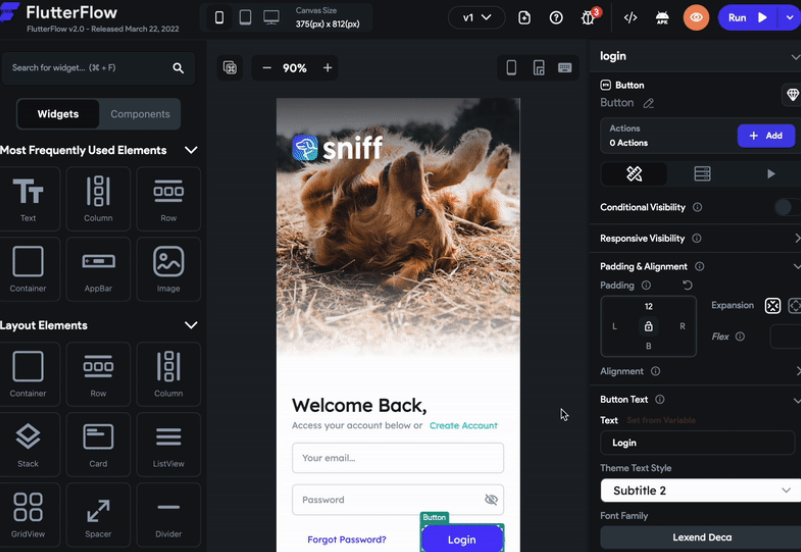 FlutterFlow
FlutterFlow v2.0 - Released March 22, 2022
Canvas Size
375(px) x 812(px)
v1
3
APK
Run
Search for widget... (⌘ + F)
Widgets
Components
Most Frequently Used Elements
Text
Column
Row
Container
AppBar
Image
Layout Elements
Container
Row
Column
Stack
Card
ListView
GridView
Spacer
Divider
90%
sniff
Welcome Back,
Access your account below or Create Account
Your email...
Password
Forgot Password?
Button
Login
login
Button
Button
Actions
0 Actions
+ Add
Conditional Visibility
Responsive Visibility
Padding & Alignment
Padding
12
L
R
B
Expansion
Flex
Alignment
Button Text
Text Set from Variable
Login
Theme Text Style
Subtitle 2
Font Family
Lexend Deca